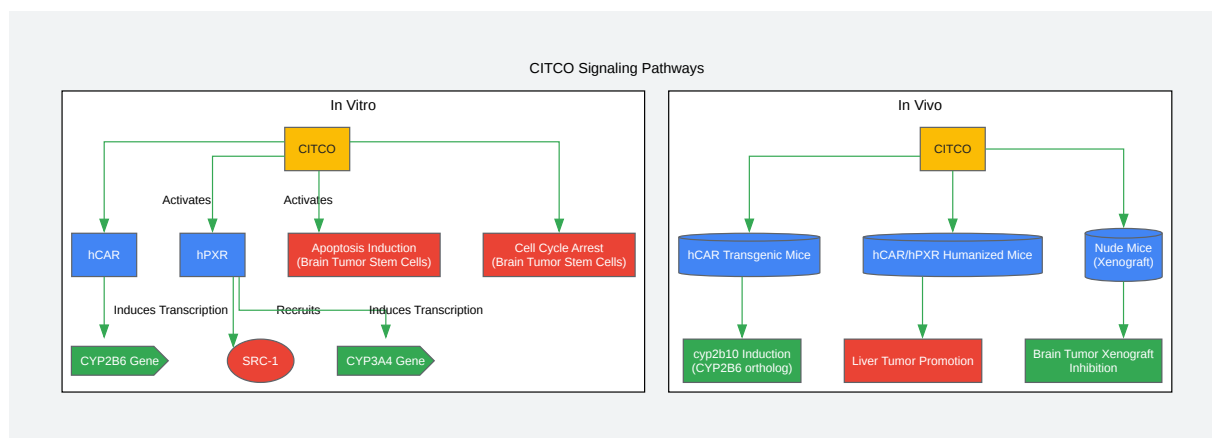 CITCO Signaling Pathways
In Vitro
CITCO
Activates
Activates
hCAR
hPXR
Apoptosis Induction
(Brain Tumor Stem Cells)
Cell Cycle Arrest
(Brain Tumor Stem Cells)
Induces Transcription
Recruits
Induces Transcription
CYP2B6 Gene
SRC-1
CYP3A4 Gene
In Vivo
CITCO
hCAR Transgenic Mice
hCAR/hPXR Humanized Mice
Nude Mice
(Xenograft)
cyp2b10 Induction
(CYP2B6 ortholog)
Liver Tumor Promotion
Brain Tumor Xenograft
Inhibition